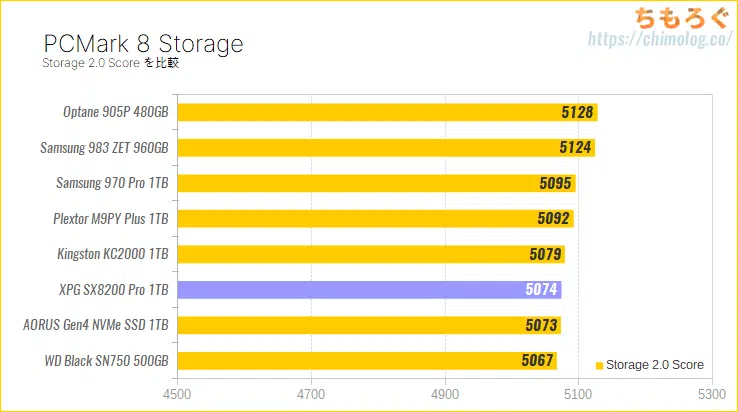 ちもろぐ
https://chimolog.co/
PCMark 8 Storage
Storage 2.0 Score を比較
Optane 905P 480GB 5128
Samsung 983 ZET 960GB 5124
Samsung 970 Pro 1TB 5095
Plextor M9PY Plus 1TB 5092
Kingston KC2000 1TB 5079
XPG SX8200 Pro 1TB 5074
AORUS Gen4 NVMe SSD 1TB 5073
WD Black SN750 500GB 5067
Storage 2.0 Score
4500 4700 4900 5100 5300